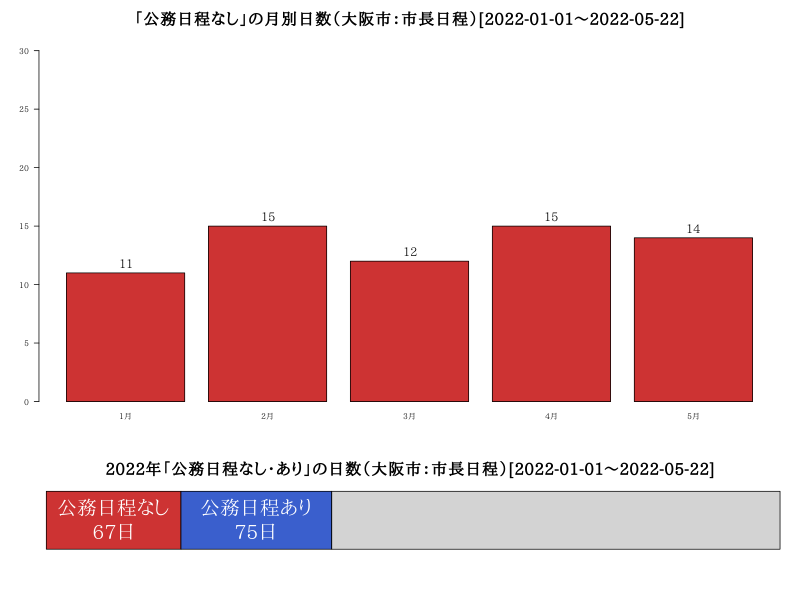 「公務日程なし」の月別日数（大阪市：市長日程）[2022-01-01～2022-05-22]
30
25
20
15
10
5
0
11
15
12
15
14
1月
2月
3月
4月
5月
2022年「公務日程なし・あり」の日数（大阪市：市長日程）[2022-01-01～2022-05-22]
公務日程なし
67日
公務日程あり
75日